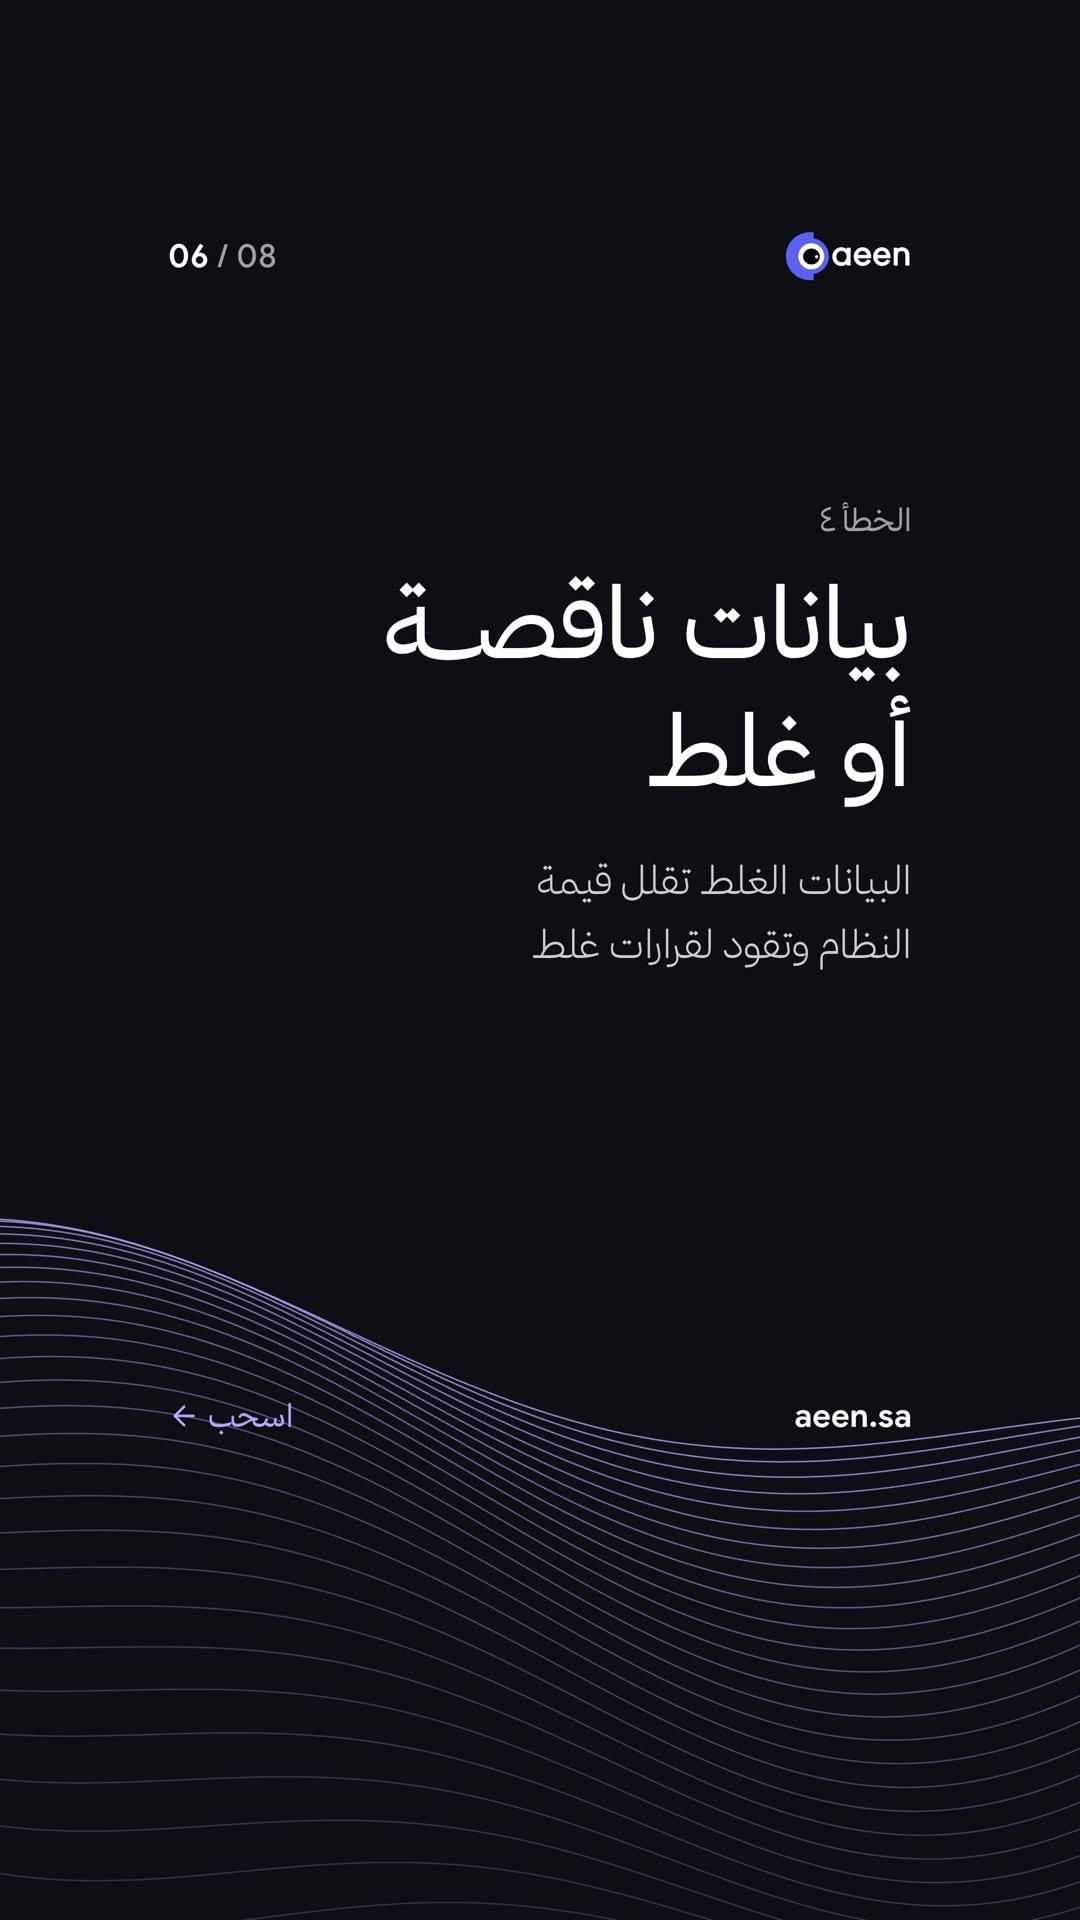 aeen
06 / 08
الخطأ ٤
بيانات ناقصة
أو غلط
البيانات الغلط تقلل قيمة
النظام وتقود لقرارات غلط
aeen.sa
اسحب ←